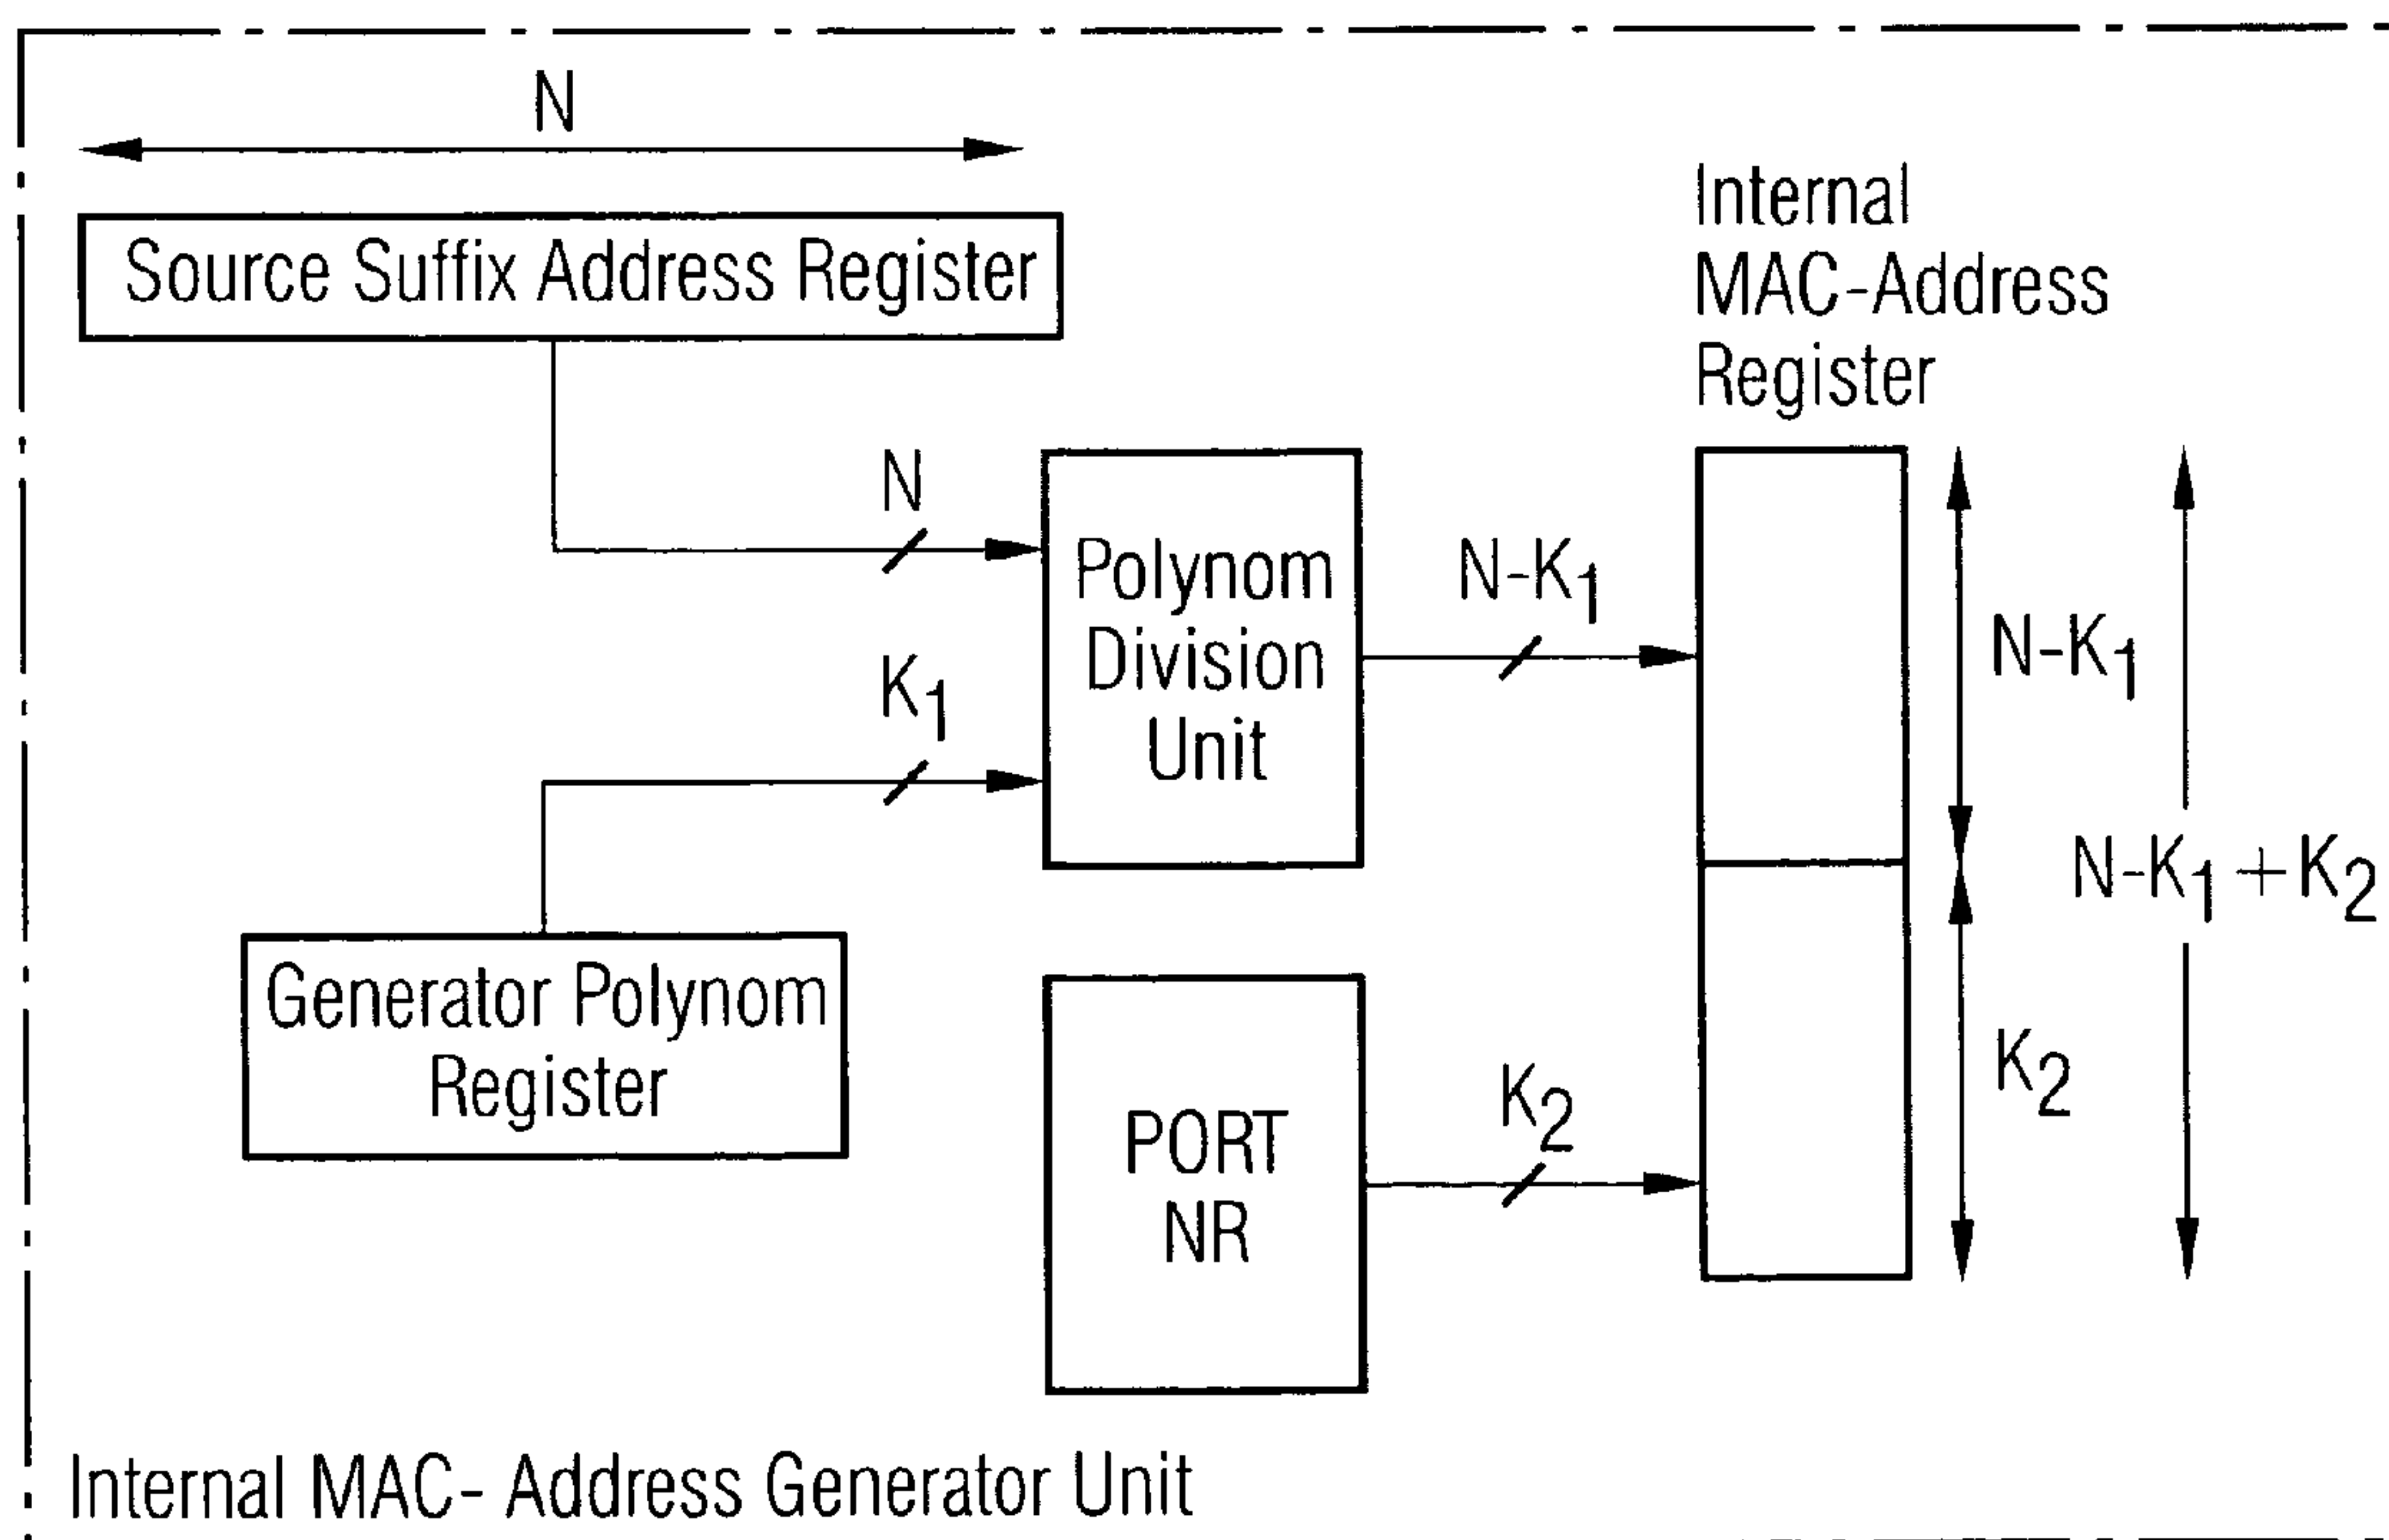 N
Source Suffix Address Register
Internal
MAC-Address
Register
N
Polynom
Division
Unit
N-K1
N-K1
K1
N-K1+K2
Generator Polynom
Register
PORT
NR
K2
K2
Internal MAC- Address Generator Unit